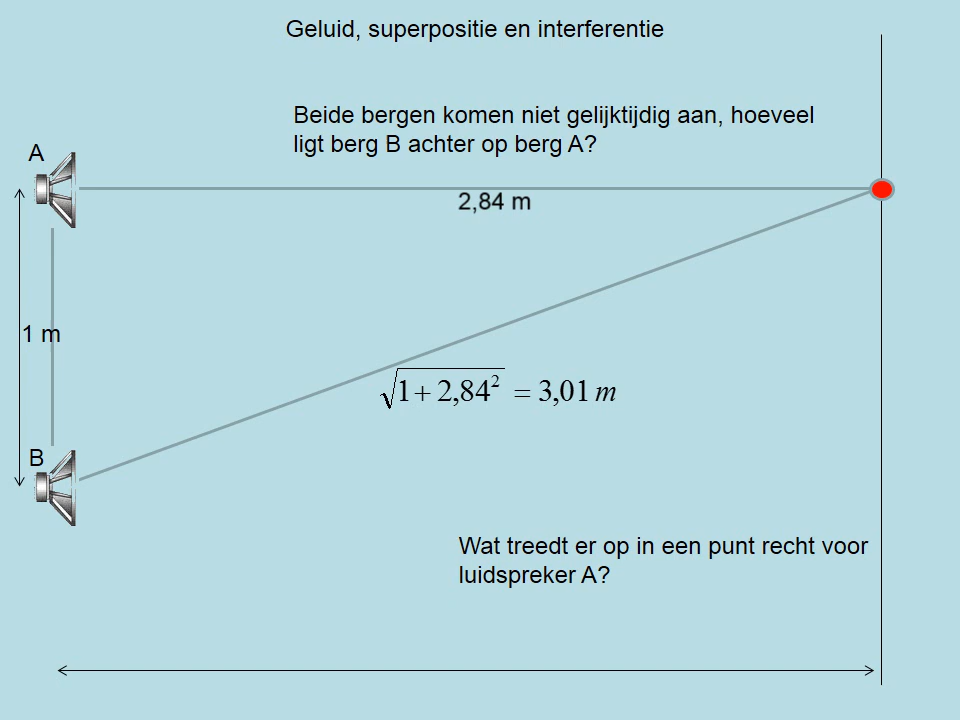 Geluid, superpositie en interferentie
Beide bergen komen niet gelijktijdig aan, hoeveel
ligt berg B achter op berg A?
A
2,84 m
1 m
√1+2,84² = 3,01 m
B
Wat treedt er op in een punt recht voor
luidspreker A?